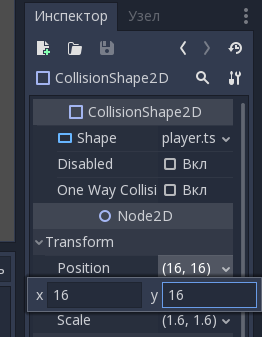 Инспектор Узел
CollisionShape2D
CollisionShape2D
Shape player.ts
Disabled Вкл
One Way Collisi Вкл
Node2D
Transform
Position (16, 16)
x 16 y 16
Scale (1.6, 1.6)